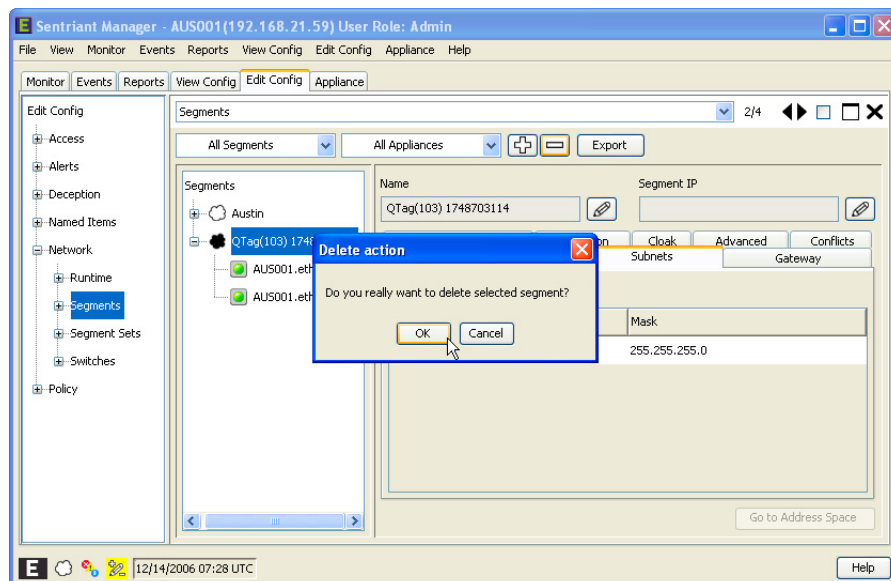 E Sentriant Manager - AUS001(192.168.21.59) User Role: Admin
File View Monitor Events Reports View Config Edit Config Appliance Help
Monitor Events Reports View Config Edit Config Appliance
Edit Config
Access
Alerts
Deception
Named Items
Network
Runtime
Segments
Segment Sets
Switches
Policy
Segments 2/4
All Segments All Appliances Export
Segments
Austin
QTag(103) 1748
AUS001.eth
AUS001.eth
Name Segment IP
QTag(103) 1748703114
Cloak Advanced Conflicts
Subnets Gateway
Mask
255.255.255.0
Delete action
Do you really want to delete selected segment?
OK Cancel
Go to Address Space
E 12/14/2006 07:28 UTC Help